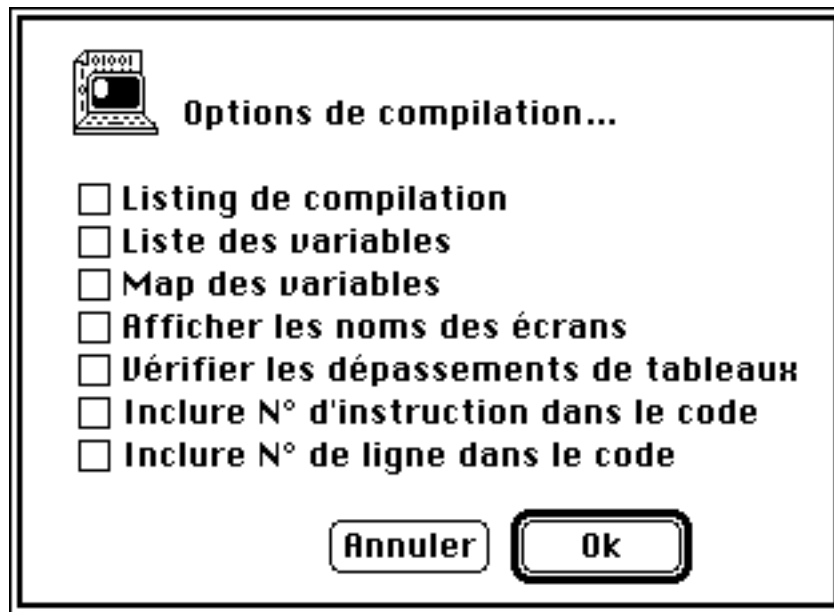 01001
Options de compilation...
Listing de compilation
Liste des variables
Map des variables
Afficher les noms des écrans
Vérifier les dépassements de tableaux
Inclure N° d'instruction dans le code
Inclure N° de ligne dans le code
Annuler Ok